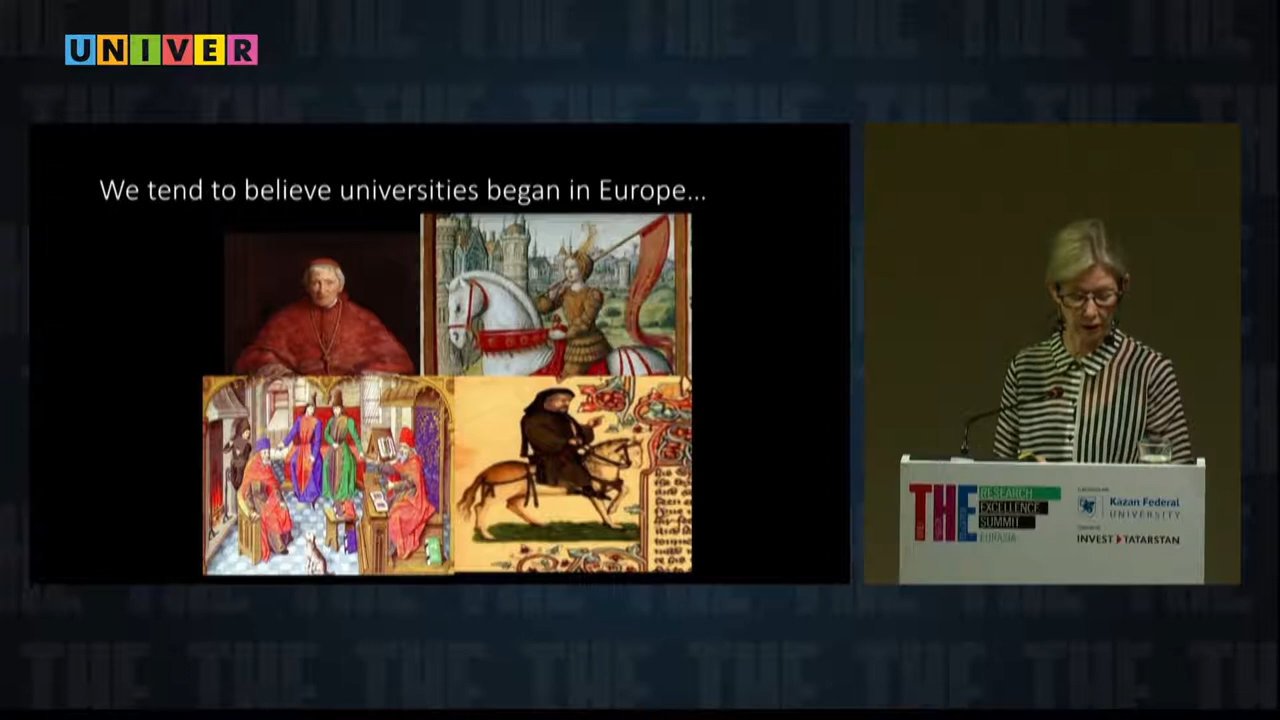 UNIVER
We tend to believe universities began in Europe...
THE
RESEARCH
EXCELLENCE
SUMMIT
EURASIA
Kazan Federal
UNIVERSITY
INVEST TATARSTAN